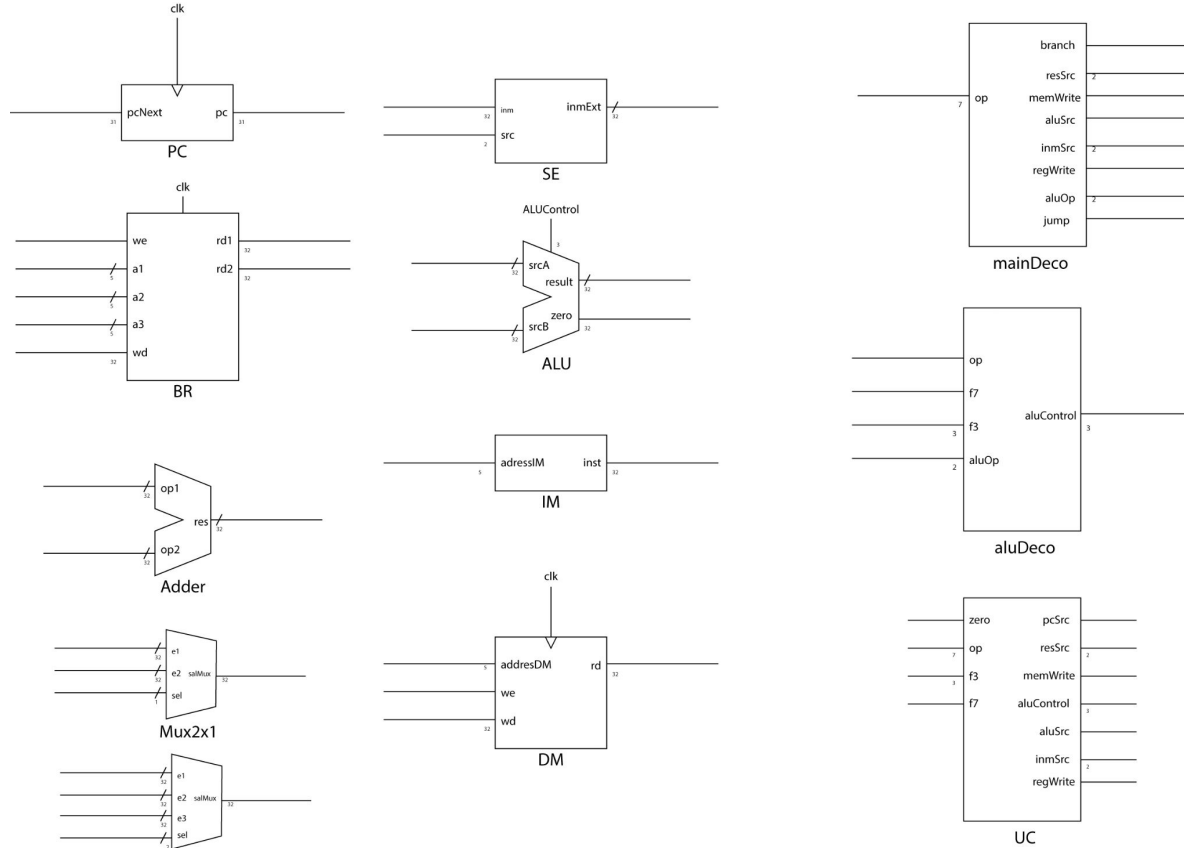 clk
pcNext
pc
31
31
PC
clk
we
rd1
32
a1
rd2
5
32
a2
5
a3
5
wd
32
BR
op1
32
res
32
op2
32
Adder
e1
32
e2
salMux
32
32
sel
1
Mux2x1
e1
32
e2
salMux
32
32
e3
32
sel
inm
inmExt
32
32
src
2
SE
ALUControl
3
srcA
32
result
32
zero
srcB
32
32
ALU
adressIM
inst
5
32
IM
clk
addresDM
rd
5
32
we
wd
32
DM
branch
resSrc
2
op
memWrite
7
aluSrc
inmSrc
2
regWrite
aluOp
2
jump
mainDeco
op
f7
aluControl
f3
3
3
aluOp
2
aluDeco
zero
pcSrc
op
resSrc
7
2
f3
memWrite
3
f7
aluControl
3
aluSrc
inmSrc
2
regWrite
UC